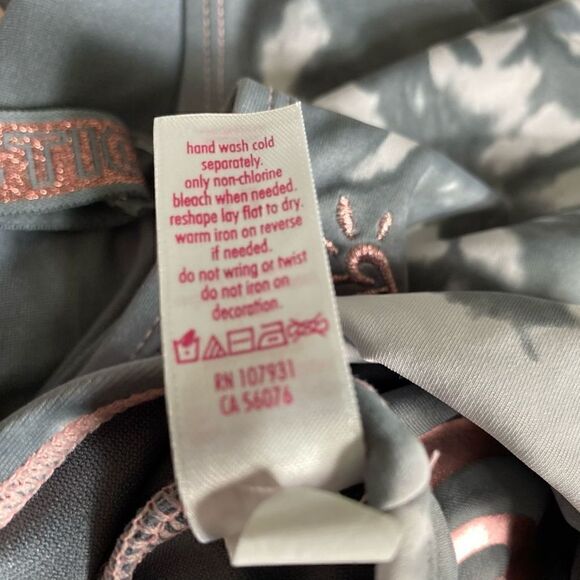 hand wash cold
separately.
only non-chlorine
bleach when needed.
reshape lay flat to dry.
warm iron on reverse
if needed.
do not wring or twist
do not iron on
decoration.
RN 107931
CA 56076